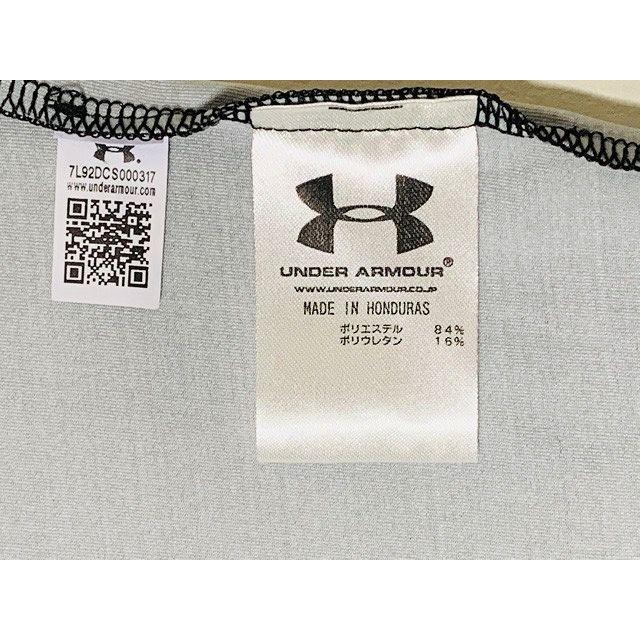 7L92DCS000317
www.underarmour.com
UNDER ARMOUR®
WWW.UNDERARMOUR.CO.JP
MADE IN HONDURAS
ポリエステル 84%
ポリウレタン 16%